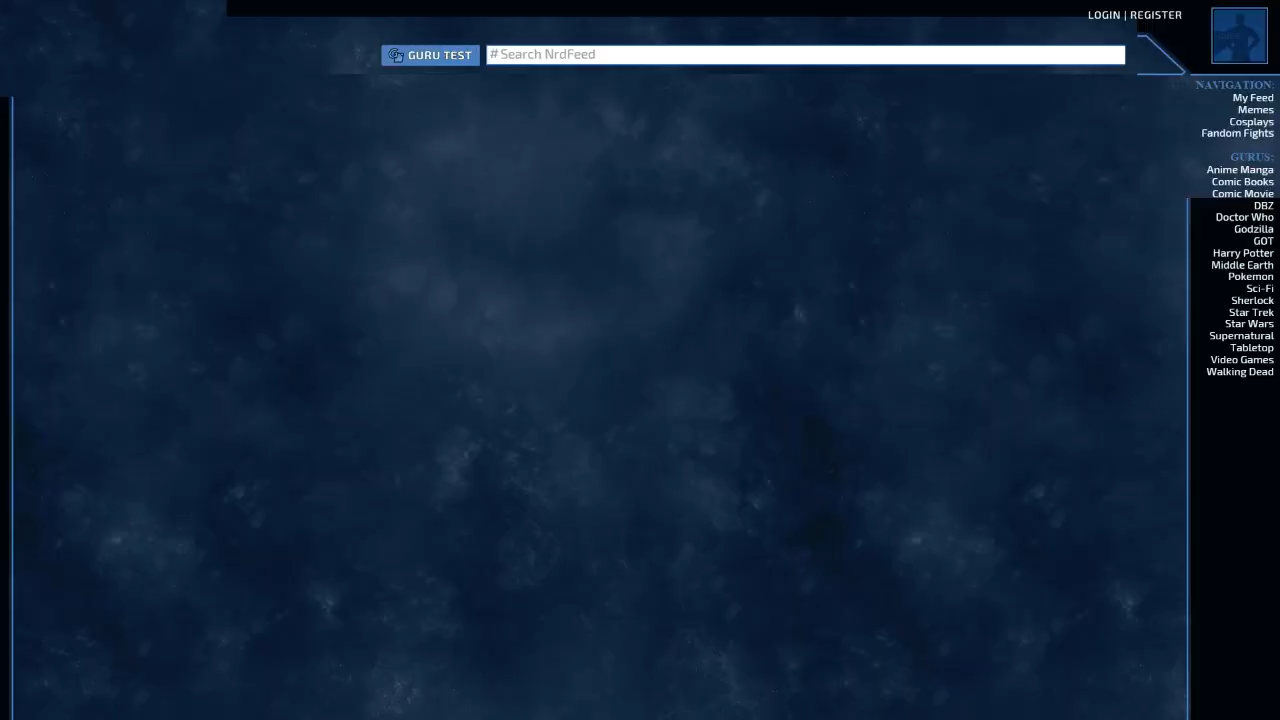 LOGIN | REGISTER
GURU TEST
# Search NrdFeed
NAVIGATION:
My Feed
Memes
Cosplays
Fandom Fights
GURUS:
Anime Manga
Comic Books
Comic Movie
DBZ
Doctor Who
Godzilla
GOT
Harry Potter
Middle Earth
Pokemon
Sci-Fi
Sherlock
Star Trek
Star Wars
Supernatural
Tabletop
Video Games
Walking Dead